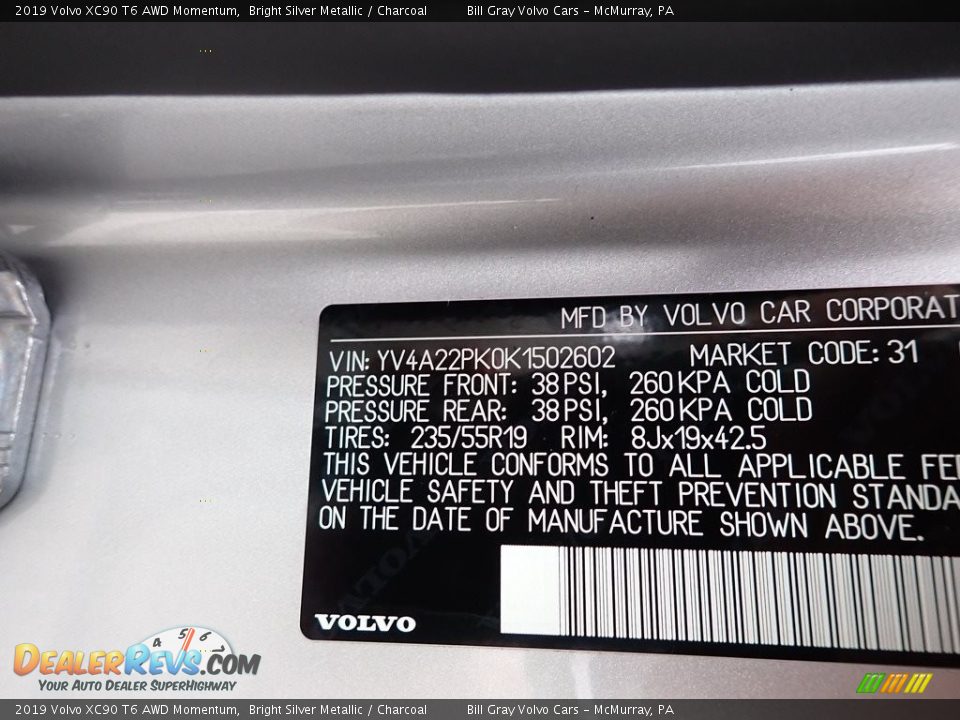 2019 Volvo XC90 T6 AWD Momentum, Bright Silver Metallic / Charcoal Bill Gray Volvo Cars - McMurray, PA
MFD BY VOLVO CAR CORPORAT
VIN: YV4A22PK0K1502602 MARKET CODE: 31
PRESSURE FRONT: 38 PSI, 260 KPA COLD
PRESSURE REAR: 38 PSI, 260 KPA COLD
TIRES: 235/55R19 RIM: 8Jx19x42.5
THIS VEHICLE CONFORMS TO ALL APPLICABLE FE
VEHICLE SAFETY AND THEFT PREVENTION STANDA
ON THE DATE OF MANUFACTURE SHOWN ABOVE.
VOLVO
4 5 6
DEALERREVS.COM
YOUR AUTO DEALER SUPERHIGHWAY
2019 Volvo XC90 T6 AWD Momentum, Bright Silver Metallic / Charcoal Bill Gray Volvo Cars - McMurray, PA